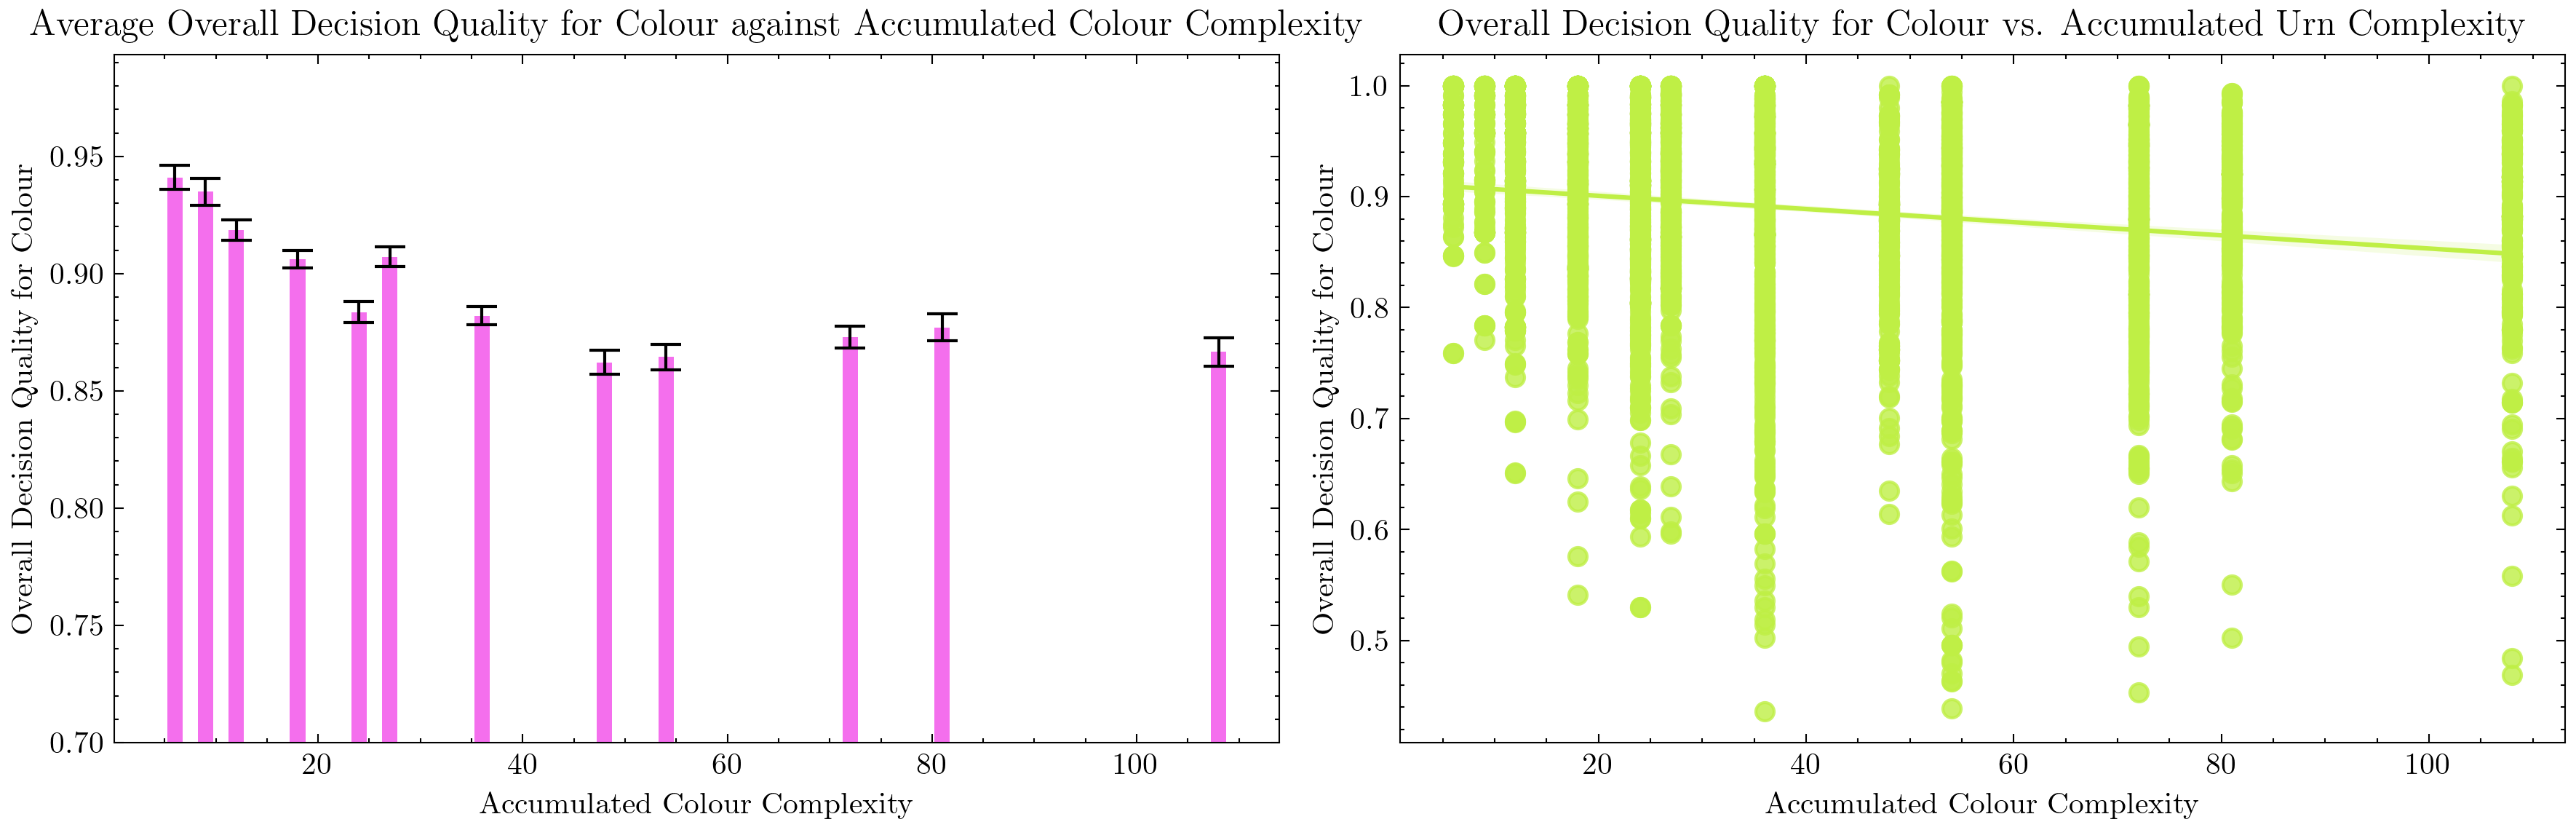 Average Overall Decision Quality for Colour against Accumulated Colour Complexity
Overall Decision Quality for Colour
0.95
0.90
0.85
0.80
0.75
0.70
20 40 60 80 100
Accumulated Colour Complexity
Overall Decision Quality for Colour vs. Accumulated Urn Complexity
Overall Decision Quality for Colour
1.0
0.9
0.8
0.7
0.6
0.5
20 40 60 80 100
Accumulated Colour Complexity